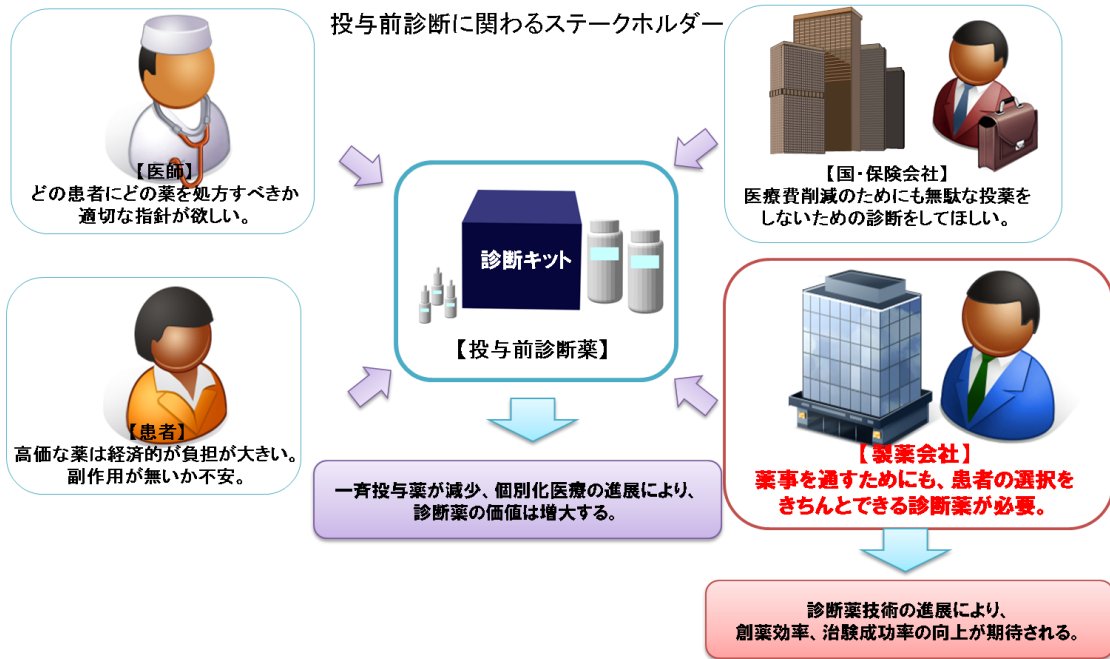 投与前診断に関わるステークホルダー
【医師】
どの患者にどの薬を処方すべきか
適切な指針が欲しい。
【国・保険会社】
医療費削減のためにも無駄な投薬を
しないための診断をしてほしい。
診断キット
【投与前診断薬】
【患者】
高価な薬は経済的が負担が大きい。
副作用が無いか不安。
【製薬会社】
薬事を通すためにも、患者の選択を
きちんとできる診断薬が必要。
一斉投与薬が減少、個別化医療の進展により、
診断薬の価値は増大する。
診断薬技術の進展により、
創薬効率、治験成功率の向上が期待される。